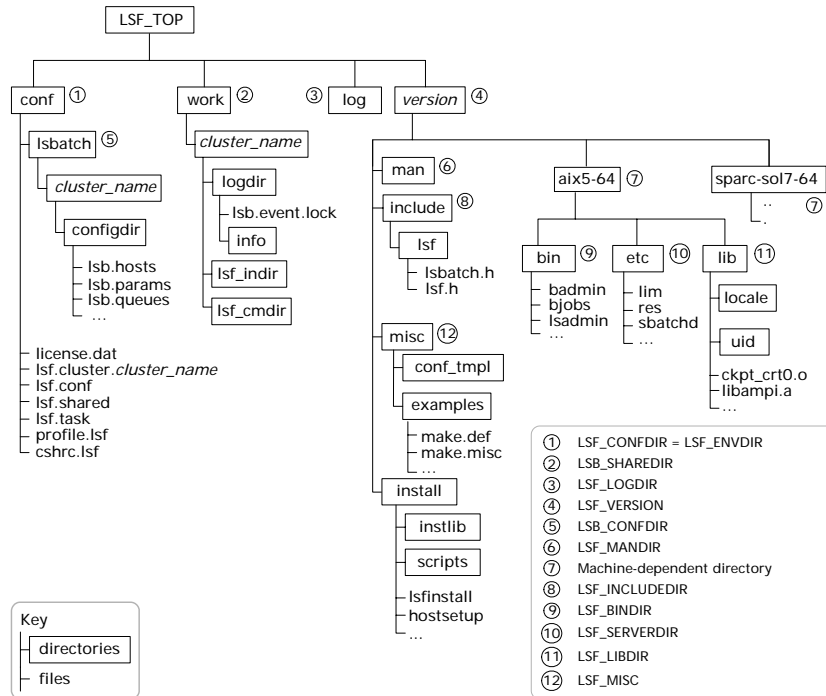 LSF_TOP
conf ① work ② ③ log version ④
lsbatch ⑤
cluster_name
configdir
lsb.hosts
lsb.params
lsb.queues
...
license.dat
lsf.cluster.cluster_name
lsf.conf
lsf.shared
lsf.task
profile.lsf
cshrc.lsf
cluster_name
logdir
lsb.event.lock
info
lsf_indir
lsf_cmdir
man ⑥
include ⑧
lsf
lsbatch.h
lsf.h
misc ⑫
conf_tmpl
examples
make.def
make.misc
...
install
instlib
scripts
lsfinstall
hostsetup
...
aix5-64 ⑦
bin ⑨
badmin
bjobs
lsadmin
...
etc ⑩
lim
res
sbatchd
...
lib ⑪
locale
uid
ckpt_crt0.o
libampi.a
...
sparc-sol7-64
⑦
..
.
① LSF_CONFDIR = LSF_ENVDIR
② LSB_SHAREDIR
③ LSF_LOGDIR
④ LSF_VERSION
⑤ LSB_CONFDIR
⑥ LSF_MANDIR
⑦ Machine-dependent directory
⑧ LSF_INCLUDEDIR
⑨ LSF_BINDIR
⑩ LSF_SERVERDIR
⑪ LSF_LIBDIR
⑫ LSF_MISC
Key
directories
files